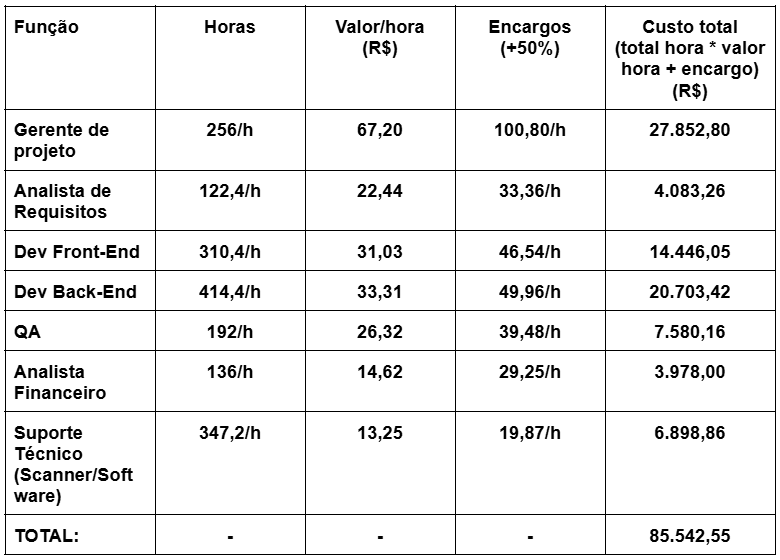 Função Horas Valor/hora (R$) Encargos (+50%) Custo total (total hora * valor hora + encargo) (R$)
Gerente de projeto 256/h 67,20 100,80/h 27.852,80
Analista de Requisitos 122,4/h 22,44 33,36/h 4.083,26
Dev Front-End 310,4/h 31,03 46,54/h 14.446,05
Dev Back-End 414,4/h 33,31 49,96/h 20.703,42
QA 192/h 26,32 39,48/h 7.580,16
Analista Financeiro 136/h 14,62 29,25/h 3.978,00
Suporte Técnico (Scanner/Software) 347,2/h 13,25 19,87/h 6.898,86
TOTAL: - - - 85.542,55